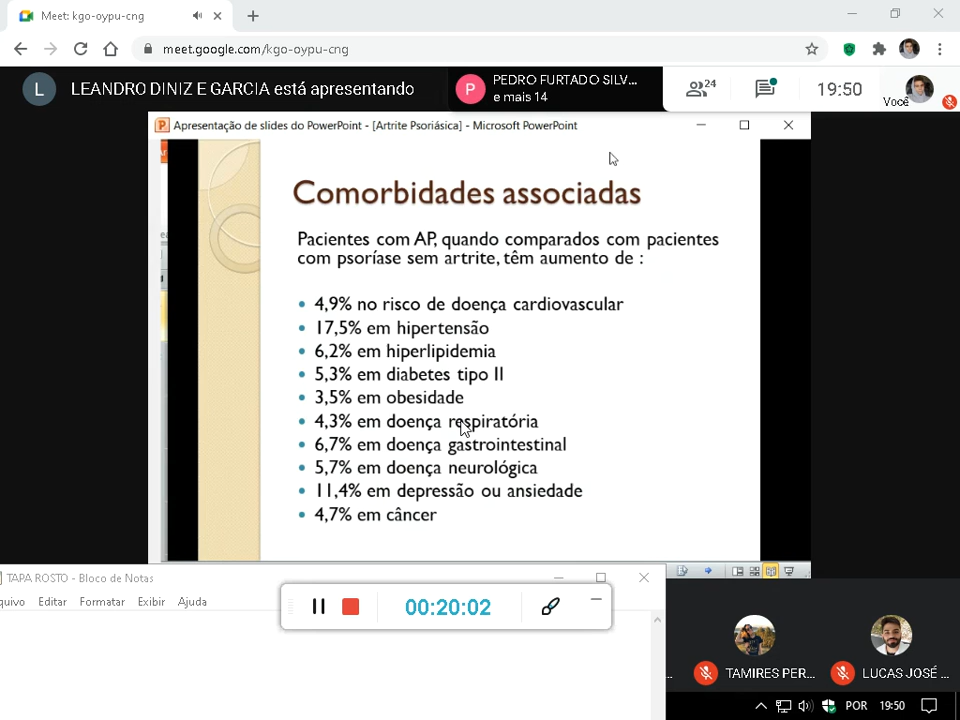 Meet: kgo-oypu-cng
meet.google.com/kgo-oypu-cng
L
LEANDRO DINIZ E GARCIA está apresentando
P
PEDRO FURTADO SILV...
e mais 14
24
19:50
Você
Apresentação de slides do PowerPoint - [Artrite Psoriásica] - Microsoft PowerPoint
Comorbidades associadas
Pacientes com AP, quando comparados com pacientes
com psoríase sem artrite, têm aumento de :
• 4,9% no risco de doença cardiovascular
• 17,5% em hipertensão
• 6,2% em hiperlipidemia
• 5,3% em diabetes tipo II
• 3,5% em obesidade
• 4,3% em doença respiratória
• 6,7% em doença gastrointestinal
• 5,7% em doença neurológica
• 11,4% em depressão ou ansiedade
• 4,7% em câncer
TAPA ROSTO - Bloco de Notas
quivo Editar Formatar Exibir Ajuda
00:20:02
... TAMIRES PER... LUCAS JOSÉ ...
POR 19:50